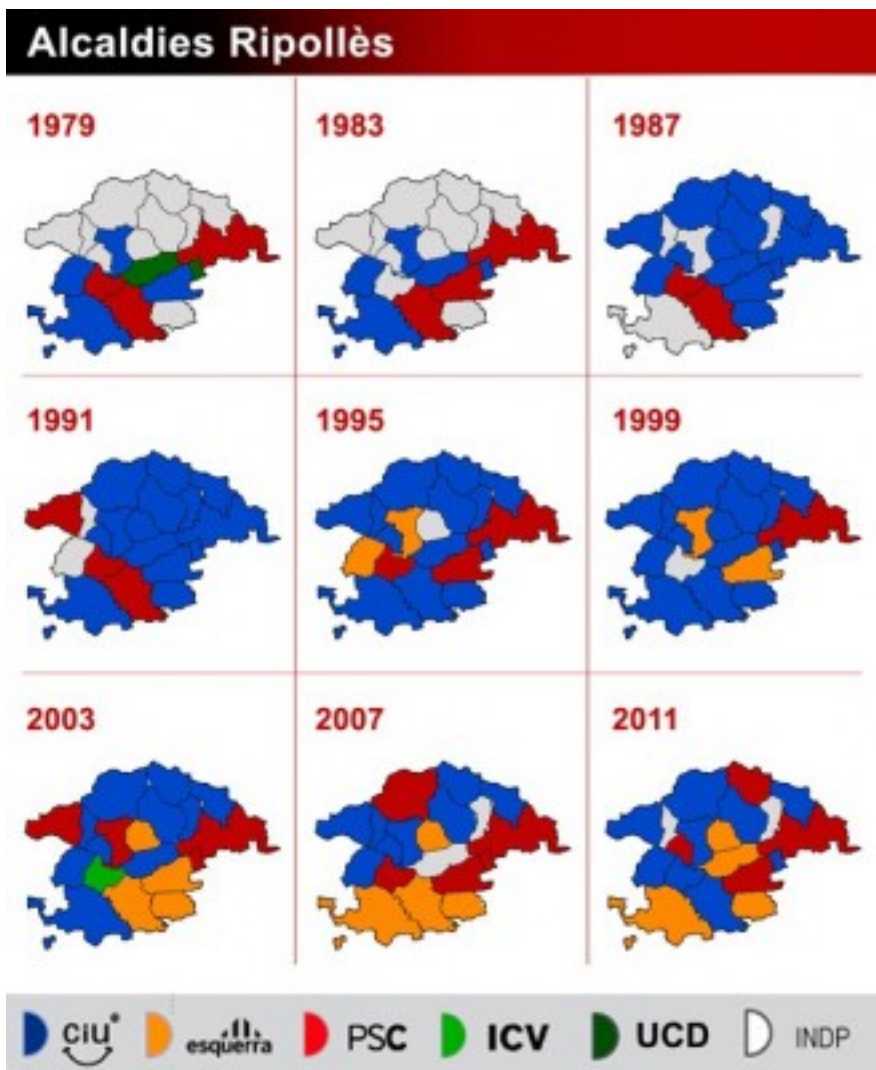 Alcaldies Ripollès
1979 1983 1987
1991 1995 1999
2003 2007 2011
ciu* esquerra PSC ICV UCD INDP